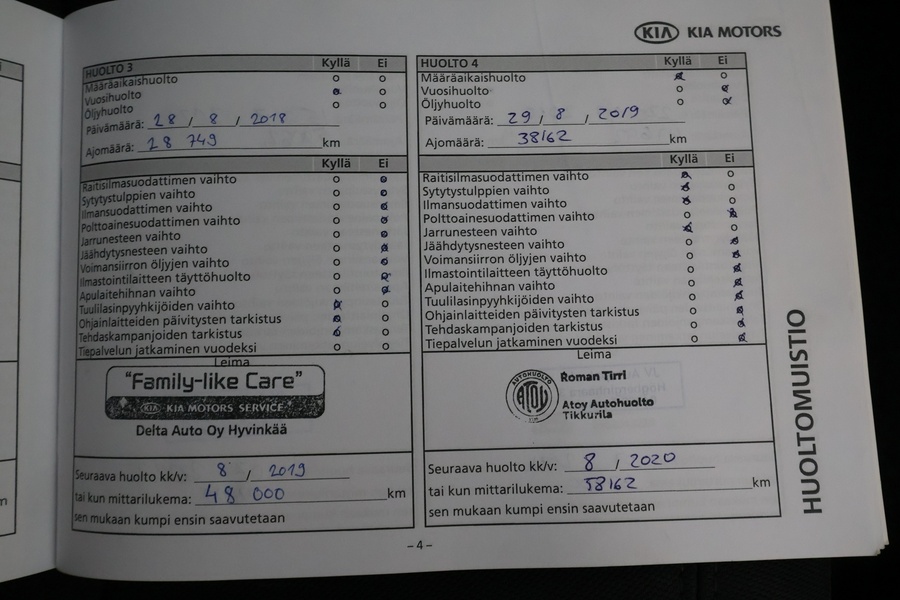 KIA KIA MOTORS
HUOLTO 3 Kyllä Ei
Määräaikaishuolto
Vuosihuolto
Öljyhuolto
Päivämäärä: 28 / 8 / 2018
Ajomäärä: 28 749 km
Kyllä Ei
Raitisilmasuodattimen vaihto
Sytytystulppien vaihto
Ilmansuodattimen vaihto
Polttoainesuodattimen vaihto
Jarrunesteen vaihto
Jäähdytysnesteen vaihto
Voimansiirron öljyjen vaihto
Ilmastointilaitteen täyttöhuolto
Apulaitehihnan vaihto
Tuulilasinpyyhkijöiden vaihto
Ohjainlaitteiden päivitysten tarkistus
Tehdaskampanjoiden tarkistus
Tiepalvelun jatkaminen vuodeksi
Leima
"Family-like Care"
KIA KIA MOTORS SERVICE
Delta Auto Oy Hyvinkää
Seuraava huolto kk/v: 8 / 2019
tai kun mittarilukema: 48 000 km
sen mukaan kumpi ensin saavutetaan
HUOLTO 4 Kyllä Ei
Määräaikaishuolto
Vuosihuolto
Öljyhuolto
Päivämäärä: 29 / 8 / 2019
Ajomäärä: 38162 km
Kyllä Ei
Raitisilmasuodattimen vaihto
Sytytystulppien vaihto
Ilmansuodattimen vaihto
Polttoainesuodattimen vaihto
Jarrunesteen vaihto
Jäähdytysnesteen vaihto
Voimansiirron öljyjen vaihto
Ilmastointilaitteen täyttöhuolto
Apulaitehihnan vaihto
Tuulilasinpyyhkijöiden vaihto
Ohjainlaitteiden päivitysten tarkistus
Tehdaskampanjoiden tarkistus
Tiepalvelun jatkaminen vuodeksi
Leima
AUTOHUOLTO
ATOY
Roman Tirri
Atoy Autohuolto
Tikkurila
Seuraava huolto kk/v: 8 / 2020
tai kun mittarilukema: 58162 km
sen mukaan kumpi ensin saavutetaan
HUOLTOMUISTIO
– 4 –